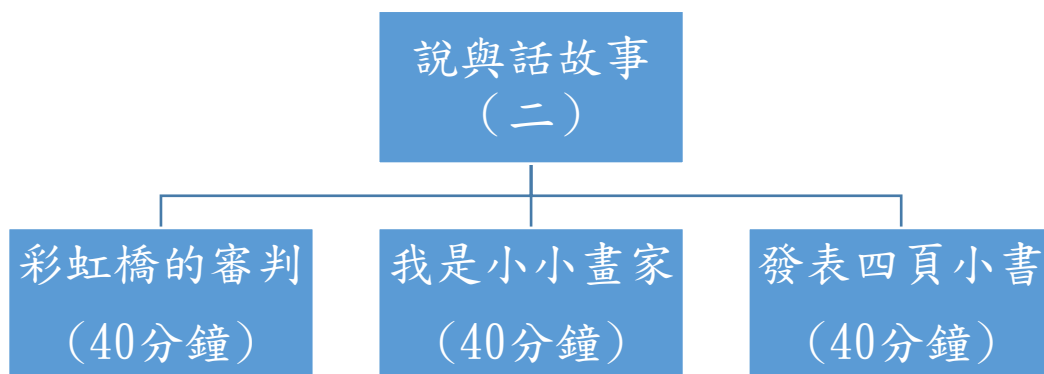 說與話故事
（二）
彩虹橋的審判
（40分鐘）
我是小小畫家
（40分鐘）
發表四頁小書
（40分鐘）